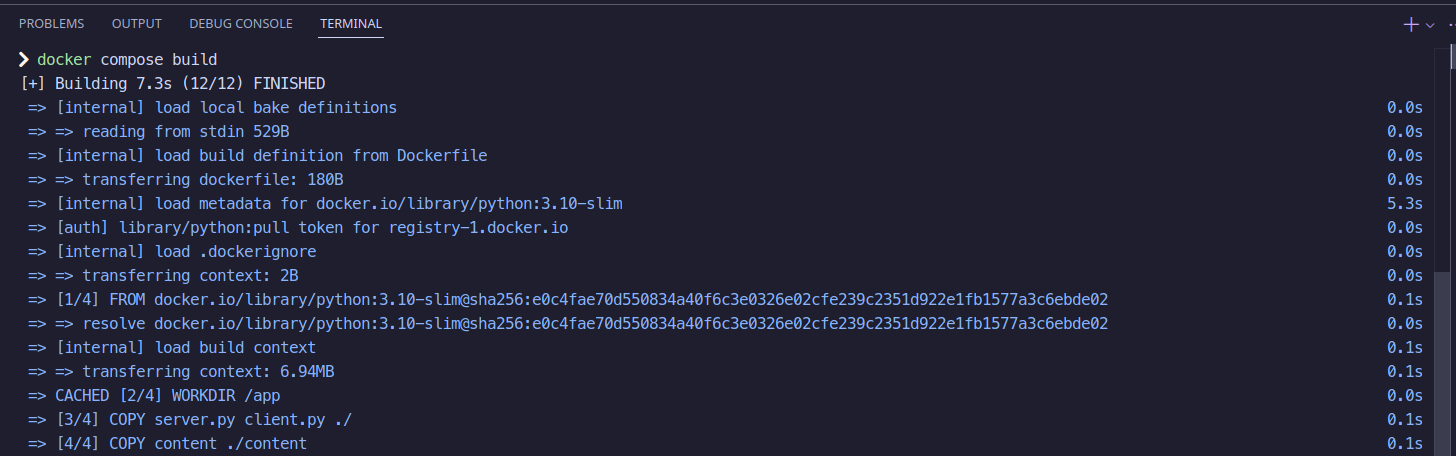 PROBLEMS OUTPUT DEBUG CONSOLE TERMINAL
❯ docker compose build
[+] Building 7.3s (12/12) FINISHED
=> [internal] load local bake definitions 0.0s
=> => reading from stdin 529B 0.0s
=> [internal] load build definition from Dockerfile 0.0s
=> => transferring dockerfile: 180B 0.0s
=> [internal] load metadata for docker.io/library/python:3.10-slim 5.3s
=> [auth] library/python:pull token for registry-1.docker.io 0.0s
=> [internal] load .dockerignore 0.0s
=> => transferring context: 2B 0.0s
=> [1/4] FROM docker.io/library/python:3.10-slim@sha256:e0c4fae70d550834a40f6c3e0326e02cfe239c2351d922e1fb1577a3c6ebde02 0.1s
=> => resolve docker.io/library/python:3.10-slim@sha256:e0c4fae70d550834a40f6c3e0326e02cfe239c2351d922e1fb1577a3c6ebde02 0.0s
=> [internal] load build context 0.1s
=> => transferring context: 6.94MB 0.1s
=> CACHED [2/4] WORKDIR /app 0.0s
=> [3/4] COPY server.py client.py ./ 0.1s
=> [4/4] COPY content ./content 0.1s